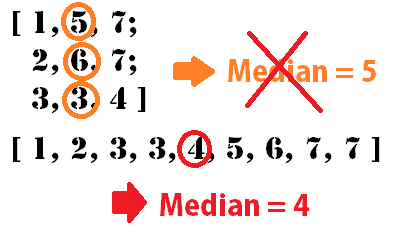 [ 1, 5, 7;
2, 6, 7;
3, 3, 4 ]
Median = 5
[ 1, 2, 3, 3, 4, 5, 6, 7, 7 ]
Median = 4